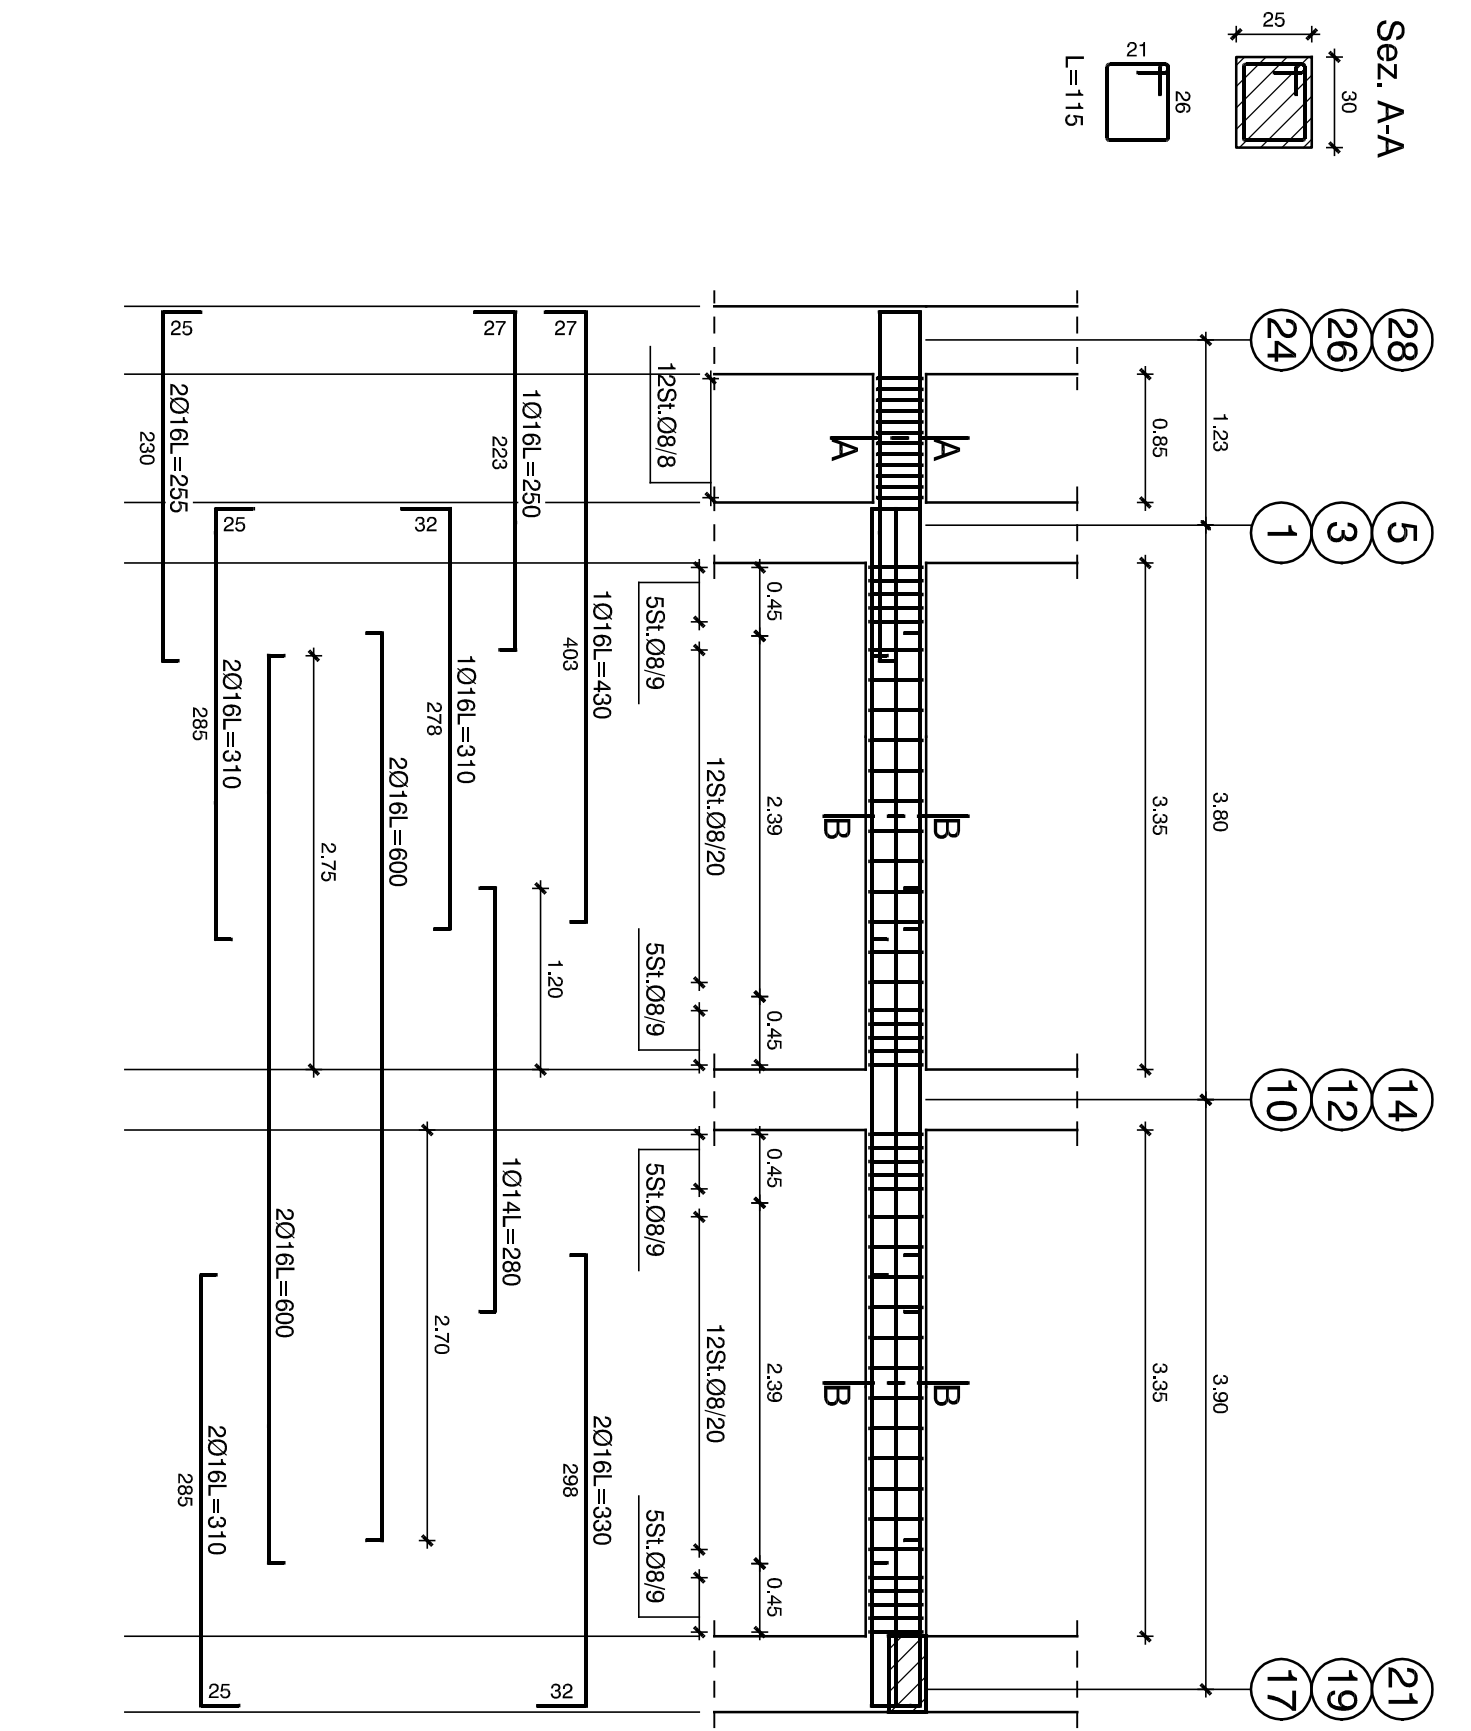 Sez. A-A
25
30
21
26
L=115
28
26
24
5
3
1
14
12
10
21
19
17
1.23
3.80
3.90
0.85
3.35
3.35
A
A
B
B
B
B
0.45
2.39
0.45
0.45
2.39
0.45
12St.Ø8/8
5St.Ø8/9
12St.Ø8/20
5St.Ø8/9
5St.Ø8/9
12St.Ø8/20
5St.Ø8/9
27
1Ø16L=430
403
2Ø16L=330
298
32
1.20
27
1Ø16L=250
223
1Ø14L=280
32
1Ø16L=310
278
2.70
2Ø16L=600
2.75
2Ø16L=600
25
2Ø16L=310
285
2Ø16L=310
285
25
25
2Ø16L=255
230